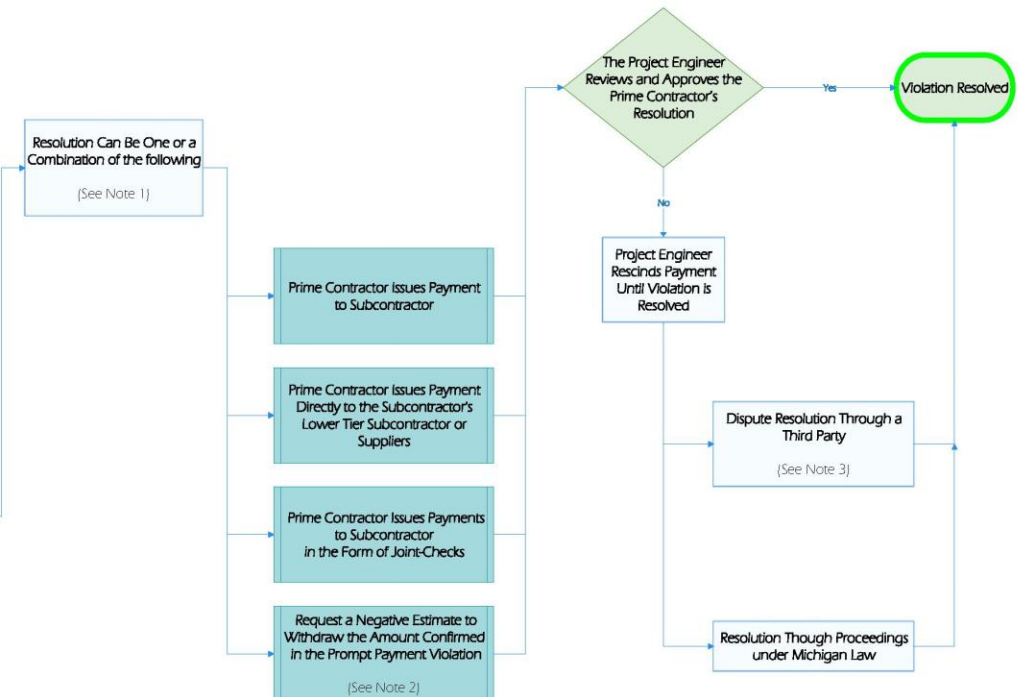 Resolution Can Be One or a
Combination of the following
(See Note 1)
Prime Contractor Issues Payment
to Subcontractor
Prime Contractor Issues Payment
Directly to the Subcontractor's
Lower Tier Subcontractor or
Suppliers
Prime Contractor Issues Payments
to Subcontractor
in the Form of Joint-Checks
Request a Negative Estimate to
Withdraw the Amount Confirmed
in the Prompt Payment Violation
(See Note 2)
The Project Engineer
Reviews and Approves the
Prime Contractor's
Resolution
Yes
Violation Resolved
No
Project Engineer
Rescinds Payment
Until Violation is
Resolved
Dispute Resolution Through a
Third Party
(See Note 3)
Resolution Though Proceedings
under Michigan Law